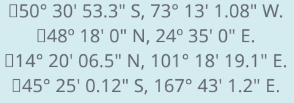 50° 30' 53.3" S, 73° 13' 1.08" W.
48° 18' 0" N, 24º 35' 0" E.
14° 20' 06.5" N, 101° 18' 19.1" E.
45° 25' 0.12" S, 167° 43' 1.2" E.